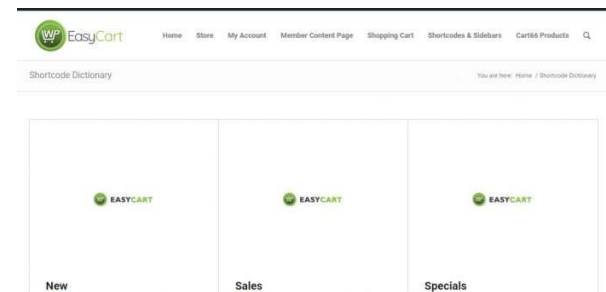 WP EasyCart
Home Store My Account Member Content Page Shopping Cart Shortcodes & Sidebars Cart66 Products
Shortcode Dictionary
You are here: Home / Shortcode Dictionary
EASYCART
EASYCART
EASYCART
New
Sales
Specials